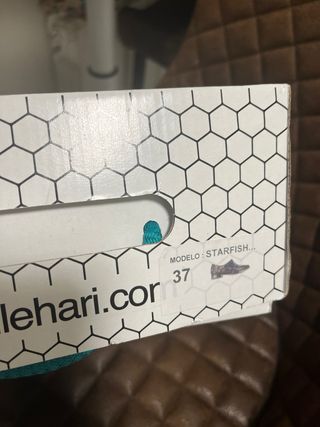 MODELO : STARFISH...
37
lehari.com